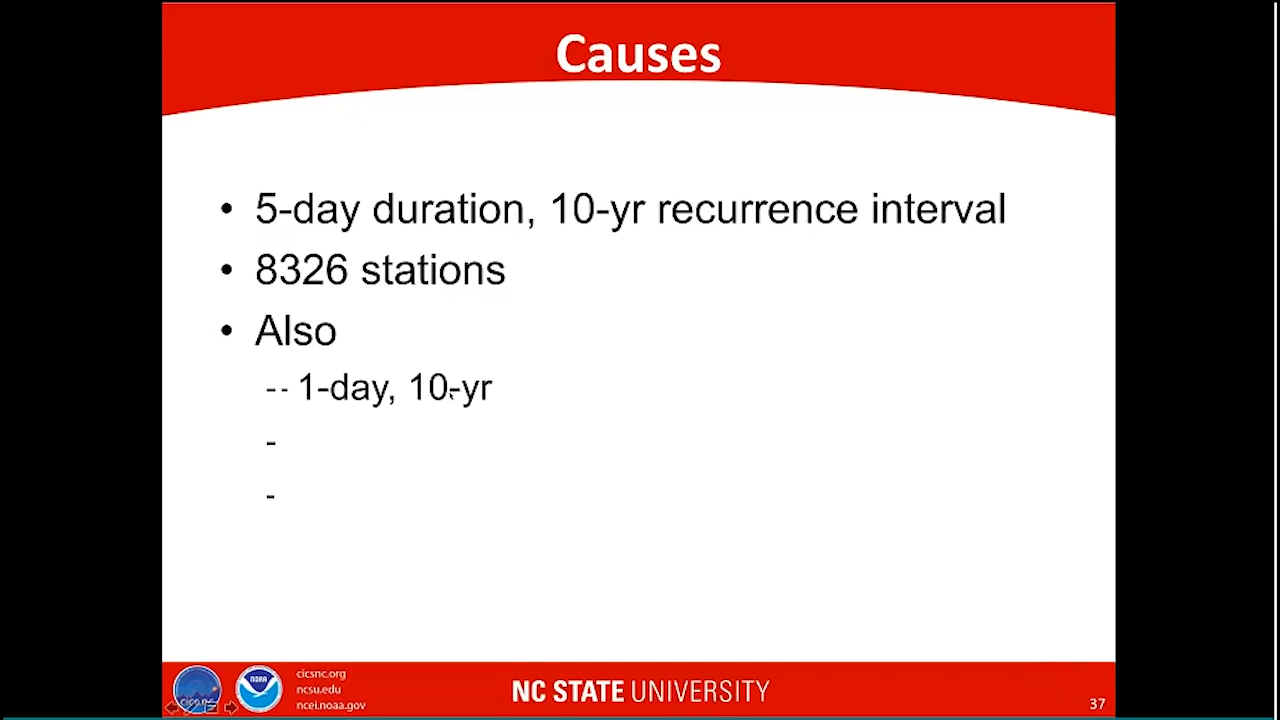 Causes
• 5-day duration, 10-yr recurrence interval
• 8326 stations
• Also
-- 1-day, 10-yr
-
-
cicsnc.org
ncsu.edu
ncei.noaa.gov
NOAA
NC STATE UNIVERSITY
37